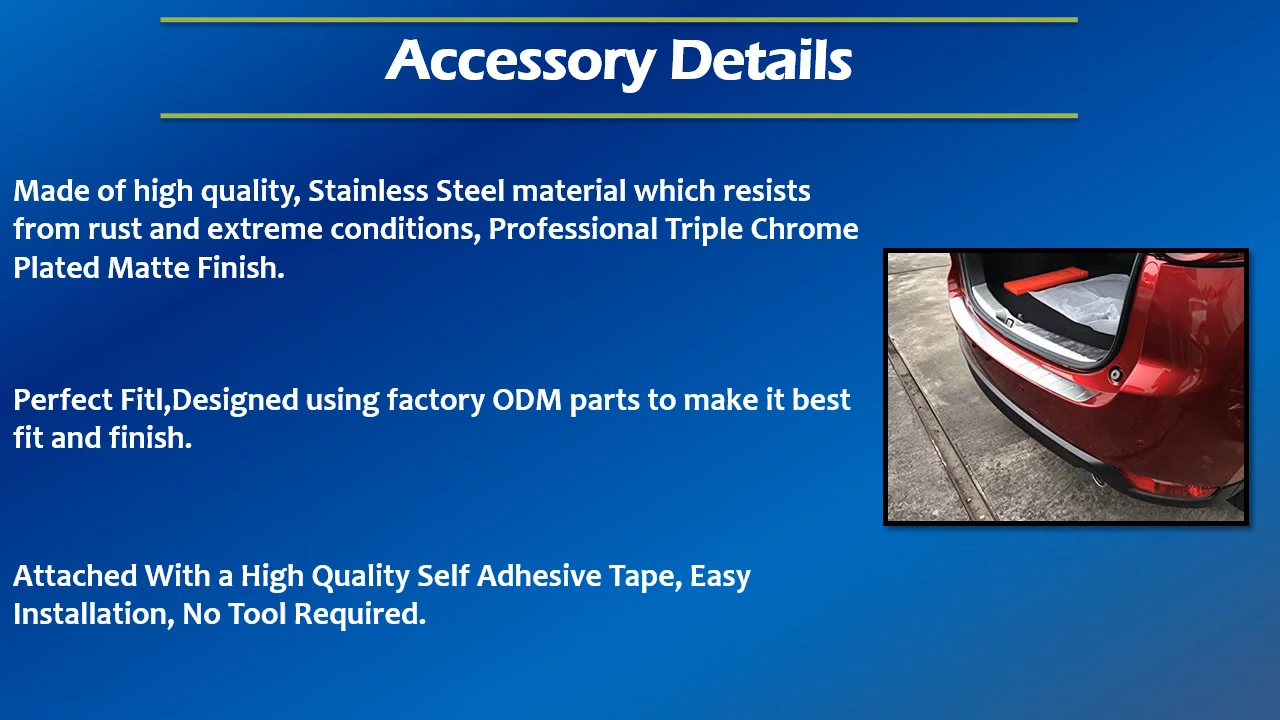 Accessory Details
Made of high quality, Stainless Steel material which resists
from rust and extreme conditions, Professional Triple Chrome
Plated Matte Finish.
Perfect Fitl,Designed using factory ODM parts to make it best
fit and finish.
Attached With a High Quality Self Adhesive Tape, Easy
Installation, No Tool Required.